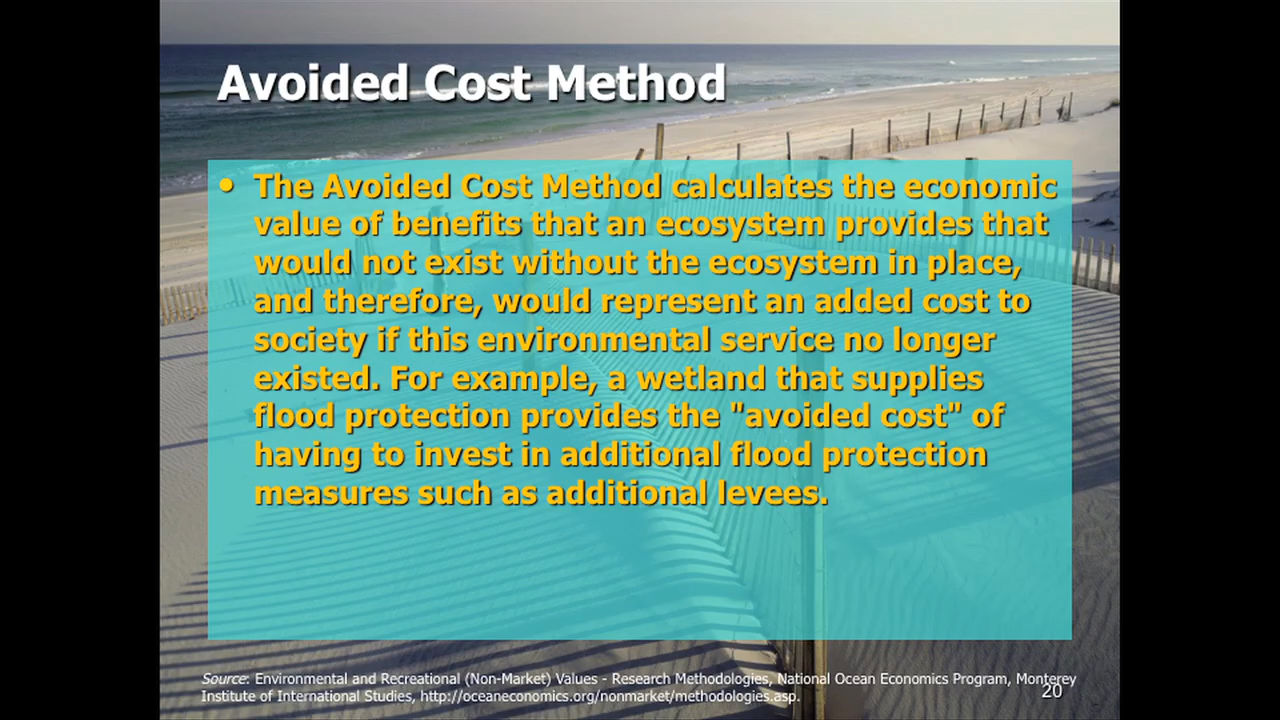 Avoided Cost Method
• The Avoided Cost Method calculates the economic
value of benefits that an ecosystem provides that
would not exist without the ecosystem in place,
and therefore, would represent an added cost to
society if this environmental service no longer
existed. For example, a wetland that supplies
flood protection provides the "avoided cost" of
having to invest in additional flood protection
measures such as additional levees.
Source: Environmental and Recreational (Non-Market) Values - Research Methodologies, National Ocean Economics Program, Monterey
Institute of International Studies, http://oceaneconomics.org/nonmarket/methodologies.asp.
20